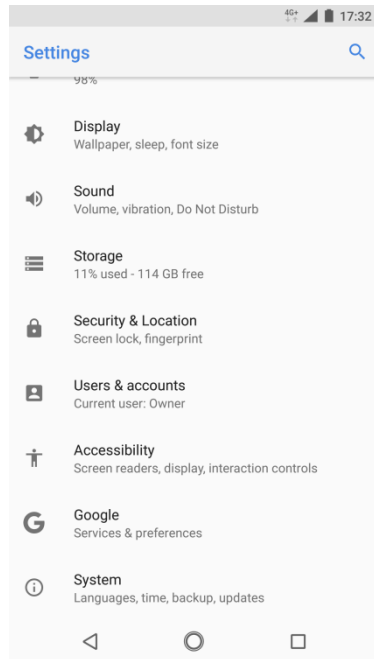 4G+ 17:32
Settings
98%
Display
Wallpaper, sleep, font size
Sound
Volume, vibration, Do Not Disturb
Storage
11% used - 114 GB free
Security & Location
Screen lock, fingerprint
Users & accounts
Current user: Owner
Accessibility
Screen readers, display, interaction controls
Google
Services & preferences
System
Languages, time, backup, updates